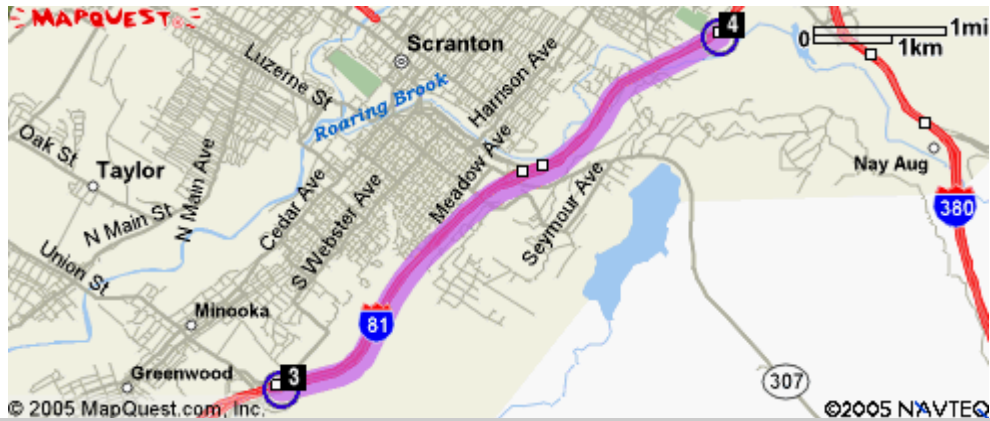 MAPQUEST
4
0
1mi
1km
Scranton
Luzerne St
Harrison Ave
Roaring Brook
Oak St
Taylor
N Main Ave
Meadow Ave
Nay Aug
Cedar Ave
S Webster Ave
Seymour Ave
N Main St
380
Union St
Minooka
81
Greenwood
3
307
© 2005 MapQuest.com, Inc.
©2005 NAVTEQ